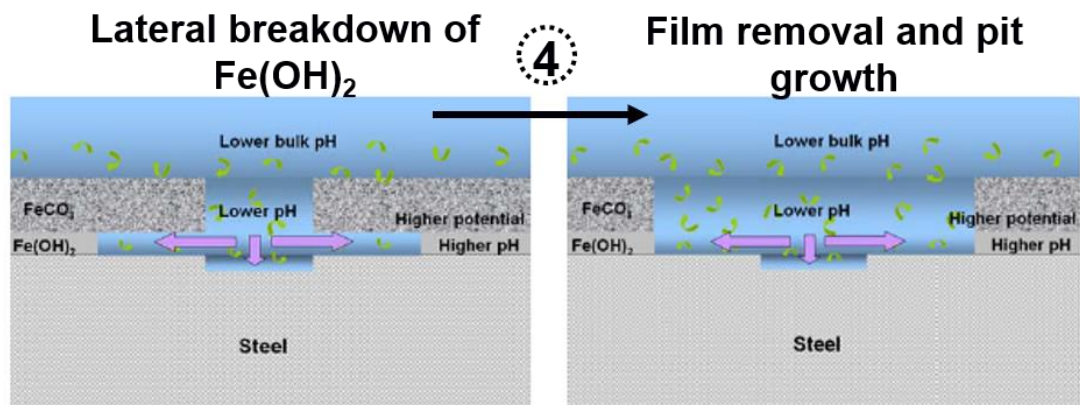 Lateral breakdown of
Fe(OH)₂
4
Film removal and pit
growth
Lower bulk pH
FeCO₃
Lower pH
Higher potential
Fe(OH)₂
Higher pH
Steel
Lower bulk pH
FeCO₃
Lower pH
Higher potential
Fe(OH)₂
Higher pH
Steel